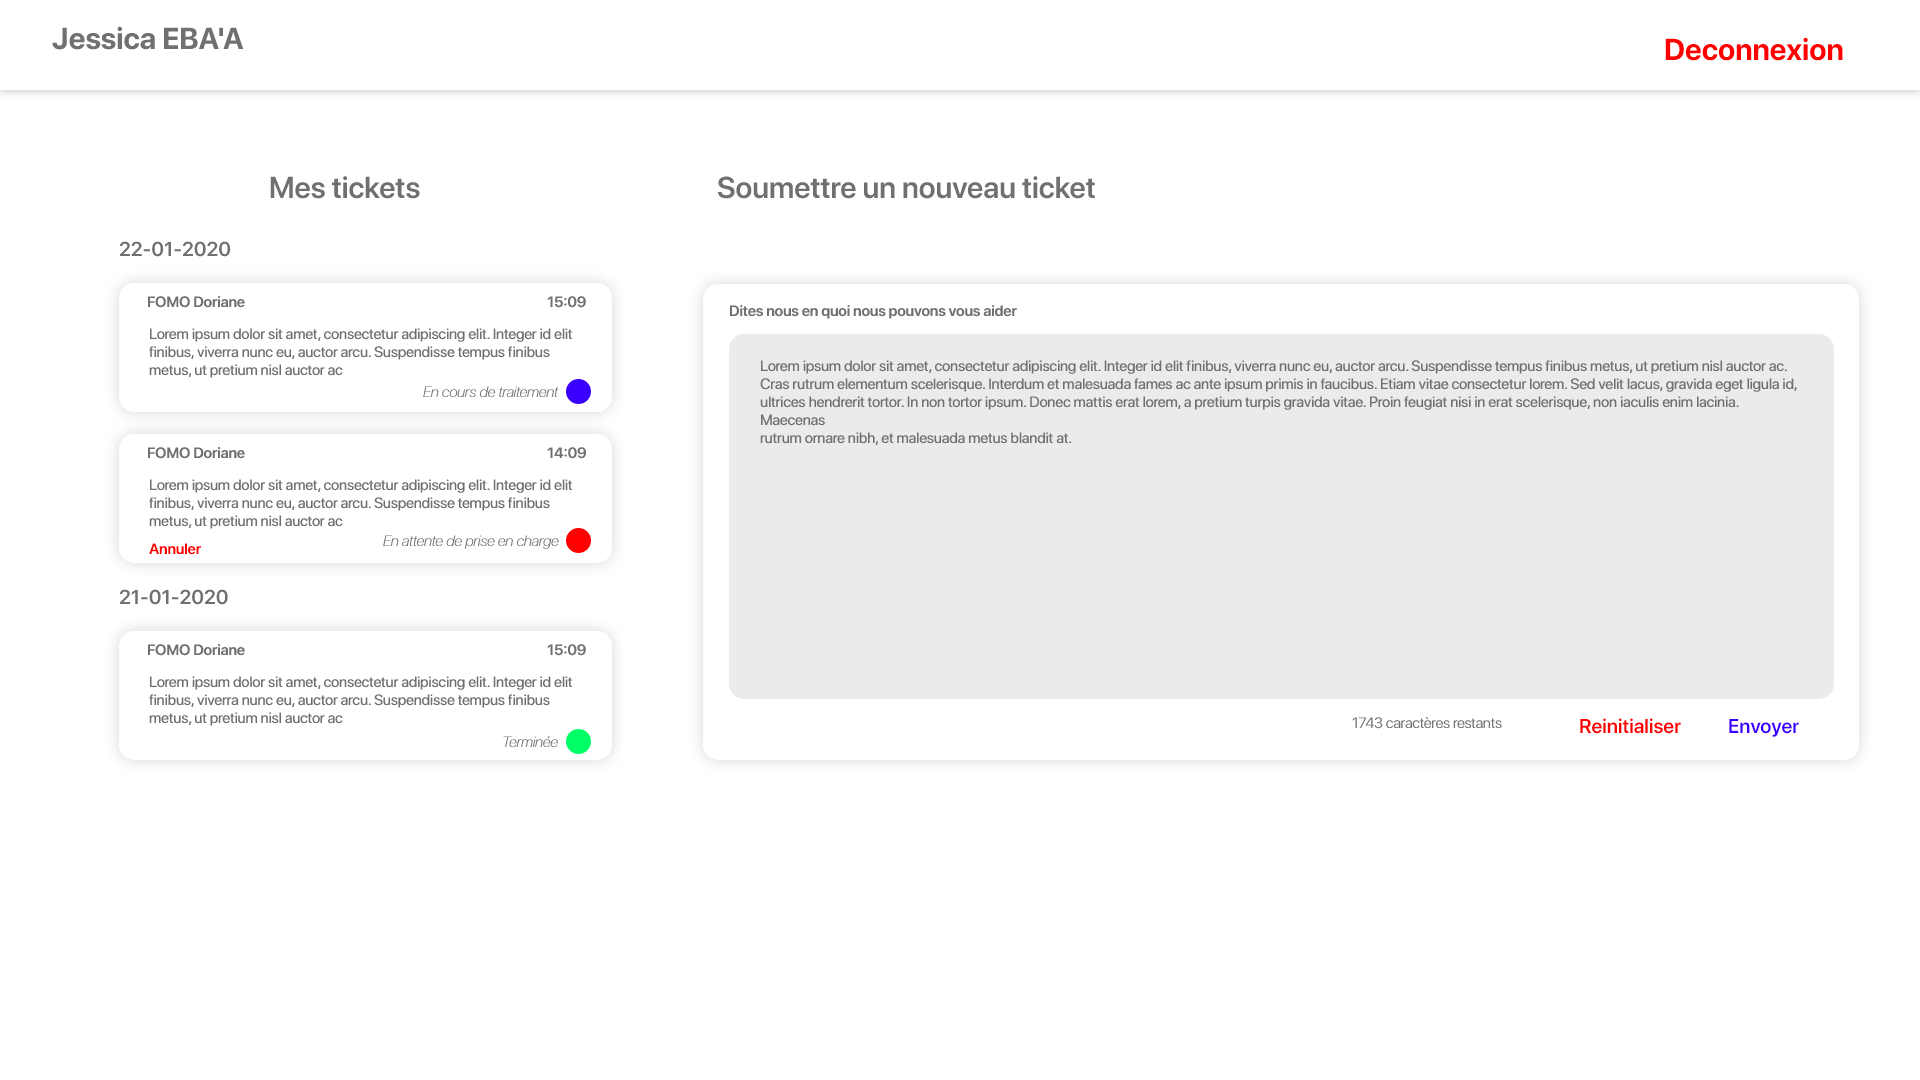 Jessica EBA'A
Deconnexion
Mes tickets
22-01-2020
FOMO Doriane
15:09
Lorem ipsum dolor sit amet, consectetur adipiscing elit. Integer id elit
finibus, viverra nunc eu, auctor arcu. Suspendisse tempus finibus
metus, ut pretium nisl auctor ac
En cours de traitement
FOMO Doriane
14:09
Lorem ipsum dolor sit amet, consectetur adipiscing elit. Integer id elit
finibus, viverra nunc eu, auctor arcu. Suspendisse tempus finibus
metus, ut pretium nisl auctor ac
En attente de prise en charge
Annuler
21-01-2020
FOMO Doriane
15:09
Lorem ipsum dolor sit amet, consectetur adipiscing elit. Integer id elit
finibus, viverra nunc eu, auctor arcu. Suspendisse tempus finibus
metus, ut pretium nisl auctor ac
Terminée
Soumettre un nouveau ticket
Dites nous en quoi nous pouvons vous aider
Lorem ipsum dolor sit amet, consectetur adipiscing elit. Integer id elit finibus, viverra nunc eu, auctor arcu. Suspendisse tempus finibus metus, ut pretium nisl auctor ac.
Cras rutrum elementum scelerisque. Interdum et malesuada fames ac ante ipsum primis in faucibus. Etiam vitae consectetur lorem. Sed velit lacus, gravida eget ligula id,
ultrices hendrerit tortor. In non tortor ipsum. Donec mattis erat lorem, a pretium turpis gravida vitae. Proin feugiat nisi in erat scelerisque, non iaculis enim lacinia.
Maecenas
rutrum ornare nibh, et malesuada metus blandit at.
1743 caractères restants
Reinitialiser
Envoyer